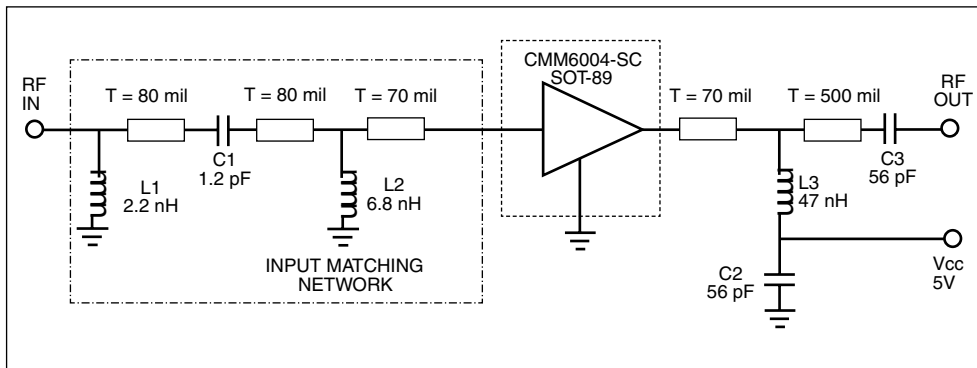 CMM6004-SC
SOT-89
RF
IN
T = 80 mil
T = 80 mil
T = 70 mil
T = 70 mil
T = 500 mil
RF
OUT
C1
1.2 pF
C3
56 pF
L1
2.2 nH
L2
6.8 nH
L3
47 nH
INPUT MATCHING
NETWORK
C2
56 pF
Vcc
5V